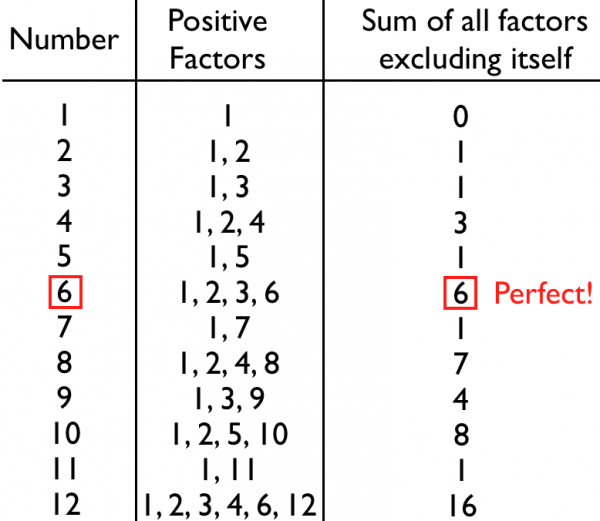 Number Positive Factors Sum of all factors excluding itself
1 1 0
2 1, 2 1
3 1, 3 1
4 1, 2, 4 3
5 1, 5 1
6 1, 2, 3, 6 6 Perfect!
7 1, 7 1
8 1, 2, 4, 8 7
9 1, 3, 9 4
10 1, 2, 5, 10 8
11 1, 11 1
12 1, 2, 3, 4, 6, 12 16